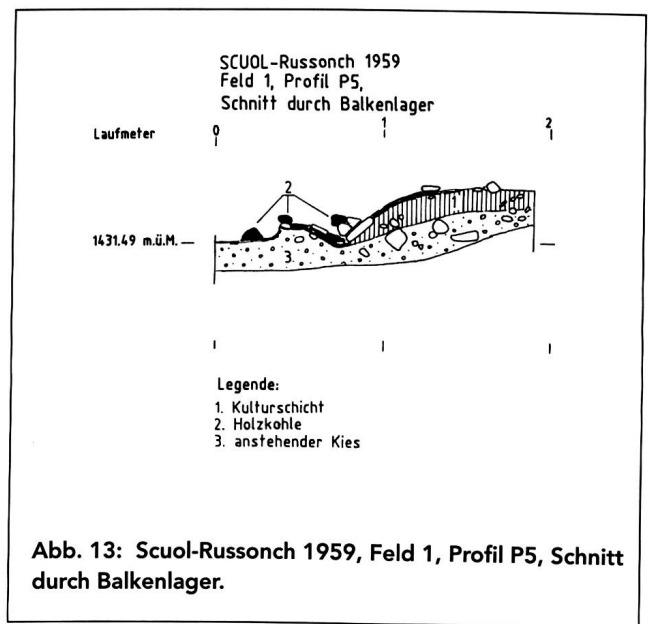 SCUOL-Russonch 1959
Feld 1, Profil P5,
Schnitt durch Balkenlager
Laufmeter 0 1 2
2
1
1431.49 m.ü.M.
3
Legende:
1. Kulturschicht
2. Holzkohle
3. anstehender Kies
Abb. 13: Scuol-Russonch 1959, Feld 1, Profil P5, Schnitt
durch Balkenlager.